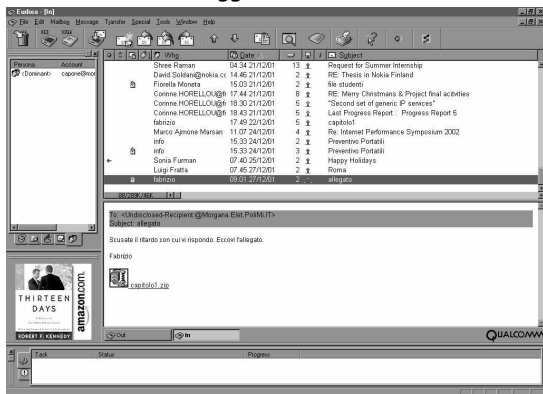 Eudora - [In]
File Edit Mailbox Message Transfer Special Tools Window Help
Persona Account
<Dominant> capone@mor
Who Date Subject
Shree Raman 04.34 21/12/01 13 Request for Summer Internship
David.Soldani@nokia.cc 14.46 21/12/01 2 RE: Thesis in Nokia Finland
Fiorella Moneta 15.03 21/12/01 2 file studenti
Corinne.HORELLOU@fr 17.44 21/12/01 8 RE: Merry Christmans & Project final acitvities
Corinne.HORELLOU@fr 18.30 21/12/01 5 "Second set of generic IP services"
Corinne.HORELLOU@fr 18.43 21/12/01 5 Last Progress Report : Progress Report 5
fabrizio 17.49 22/12/01 5 capitolo1
Marco Ajmone Marsan 11.07 24/12/01 4 Re: Internet Performance Symposium 2002
info 15.33 24/12/01 2 Preventivo Portatili
info 15.33 24/12/01 3 Preventivo Portatili
Sonia Furman 07.40 25/12/01 2 Happy Holidays
Luigi Fratta 07.45 27/12/01 2 Roma
fabrizio 09.01 27/12/01 2 allegato
88/289K/46K
To: <Undisclosed-Recipient:@Morgana.Elet.PoliMi.IT>
Subject: allegato
Scusate il ritardo con cui vi rispondo. Eccovi l'allegato.
Fabrizio
capitolo1.zip
THIRTEEN
DAYS
ROBERT F. KENNEDY
amazon.com.
Out In
QUALCOMM
Task Status Progress